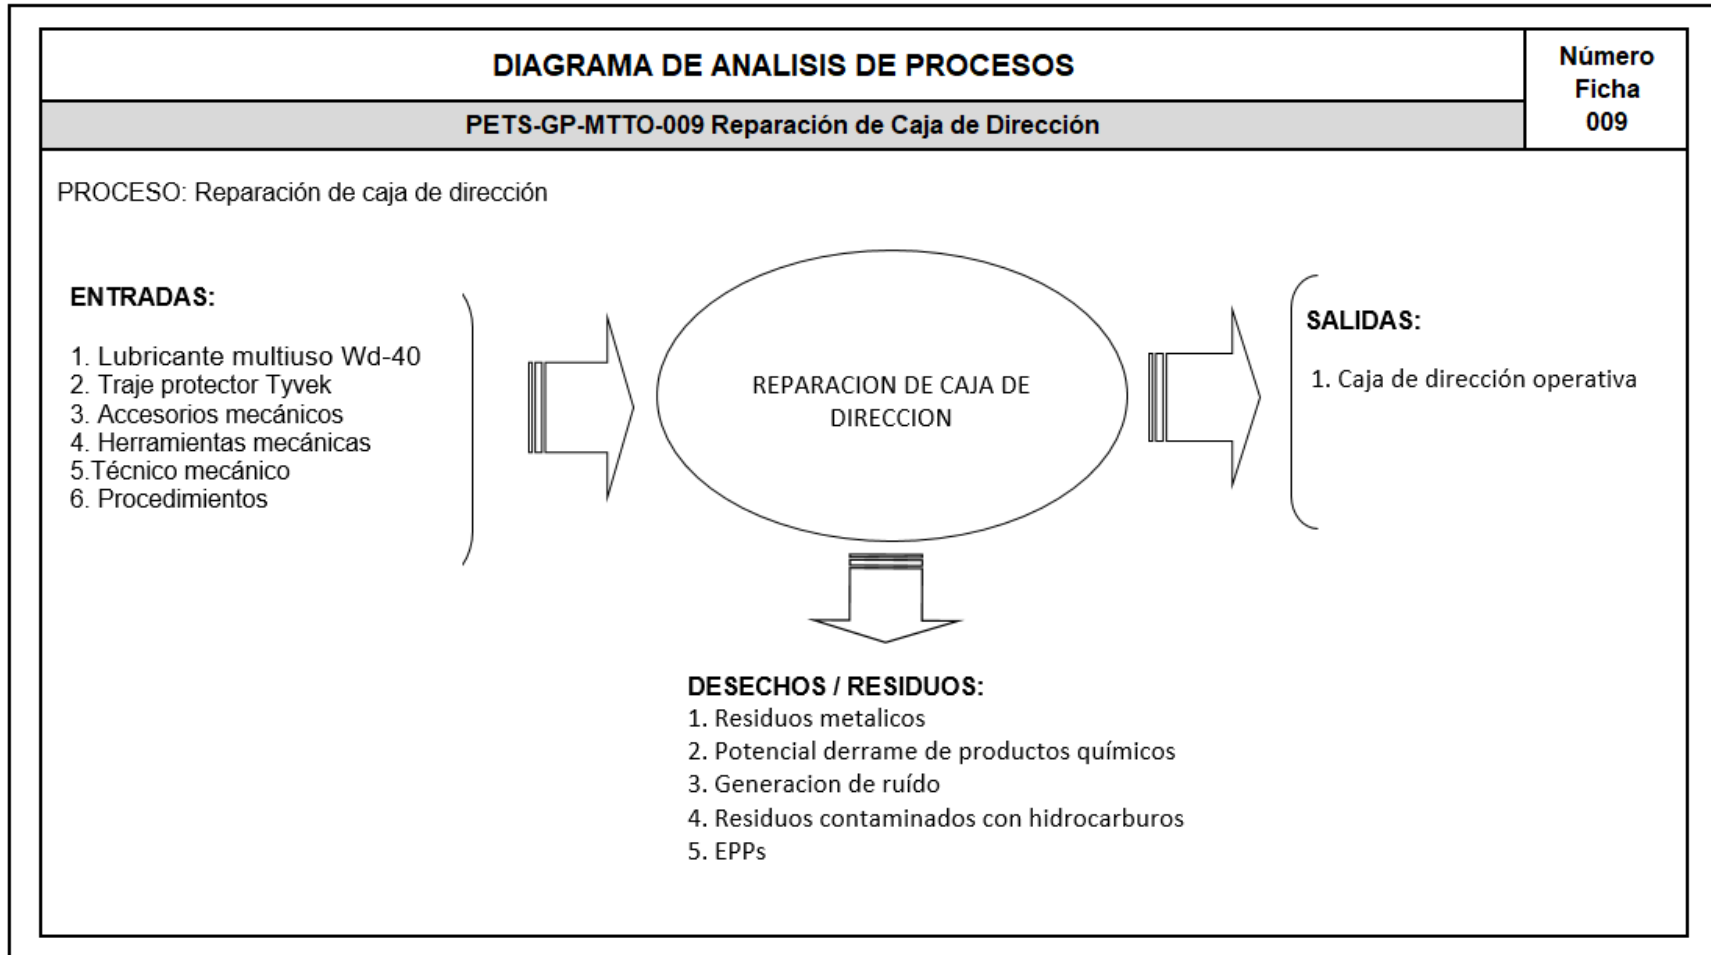 DIAGRAMA DE ANALISIS DE PROCESOS
Número
Ficha
009
PETS-GP-MTTO-009 Reparación de Caja de Dirección
PROCESO: Reparación de caja de dirección
ENTRADAS:
1. Lubricante multiuso Wd-40
2. Traje protector Tyvek
3. Accesorios mecánicos
4. Herramientas mecánicas
5.Técnico mecánico
6. Procedimientos
REPARACION DE CAJA DE
DIRECCION
SALIDAS:
1. Caja de dirección operativa
DESECHOS / RESIDUOS:
1. Residuos metalicos
2. Potencial derrame de productos químicos
3. Generacion de ruído
4. Residuos contaminados con hidrocarburos
5. EPPs